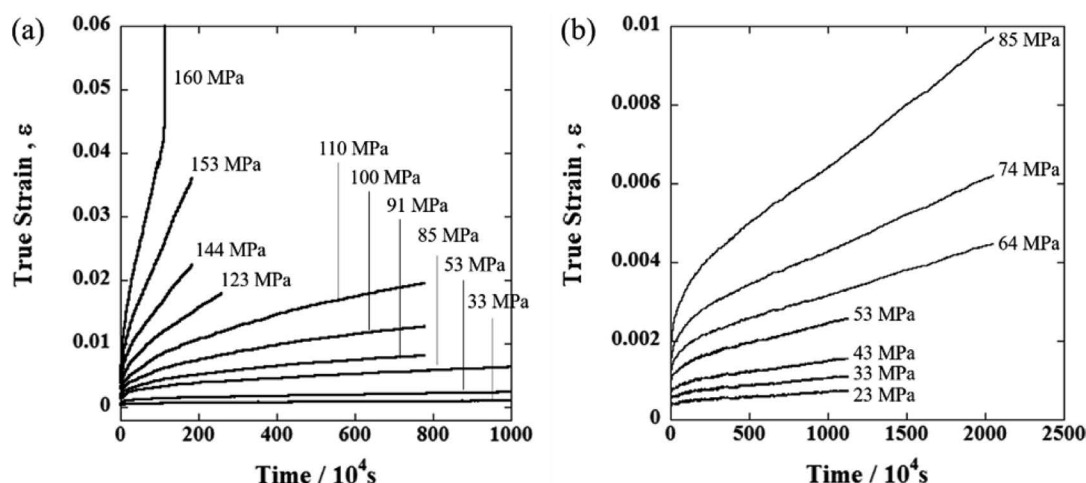 (a)
True Strain , ε
0.06
0.05
0.04
0.03
0.02
0.01
0
160 MPa
153 MPa
144 MPa
123 MPa
110 MPa
100 MPa
91 MPa
85 MPa
53 MPa
33 MPa
0 200 400 600 800 1000
Time / 10⁴s
(b)
True Strain , ε
0.01
0.008
0.006
0.004
0.002
0
85 MPa
74 MPa
64 MPa
53 MPa
43 MPa
33 MPa
23 MPa
0 500 1000 1500 2000 2500
Time / 10⁴s